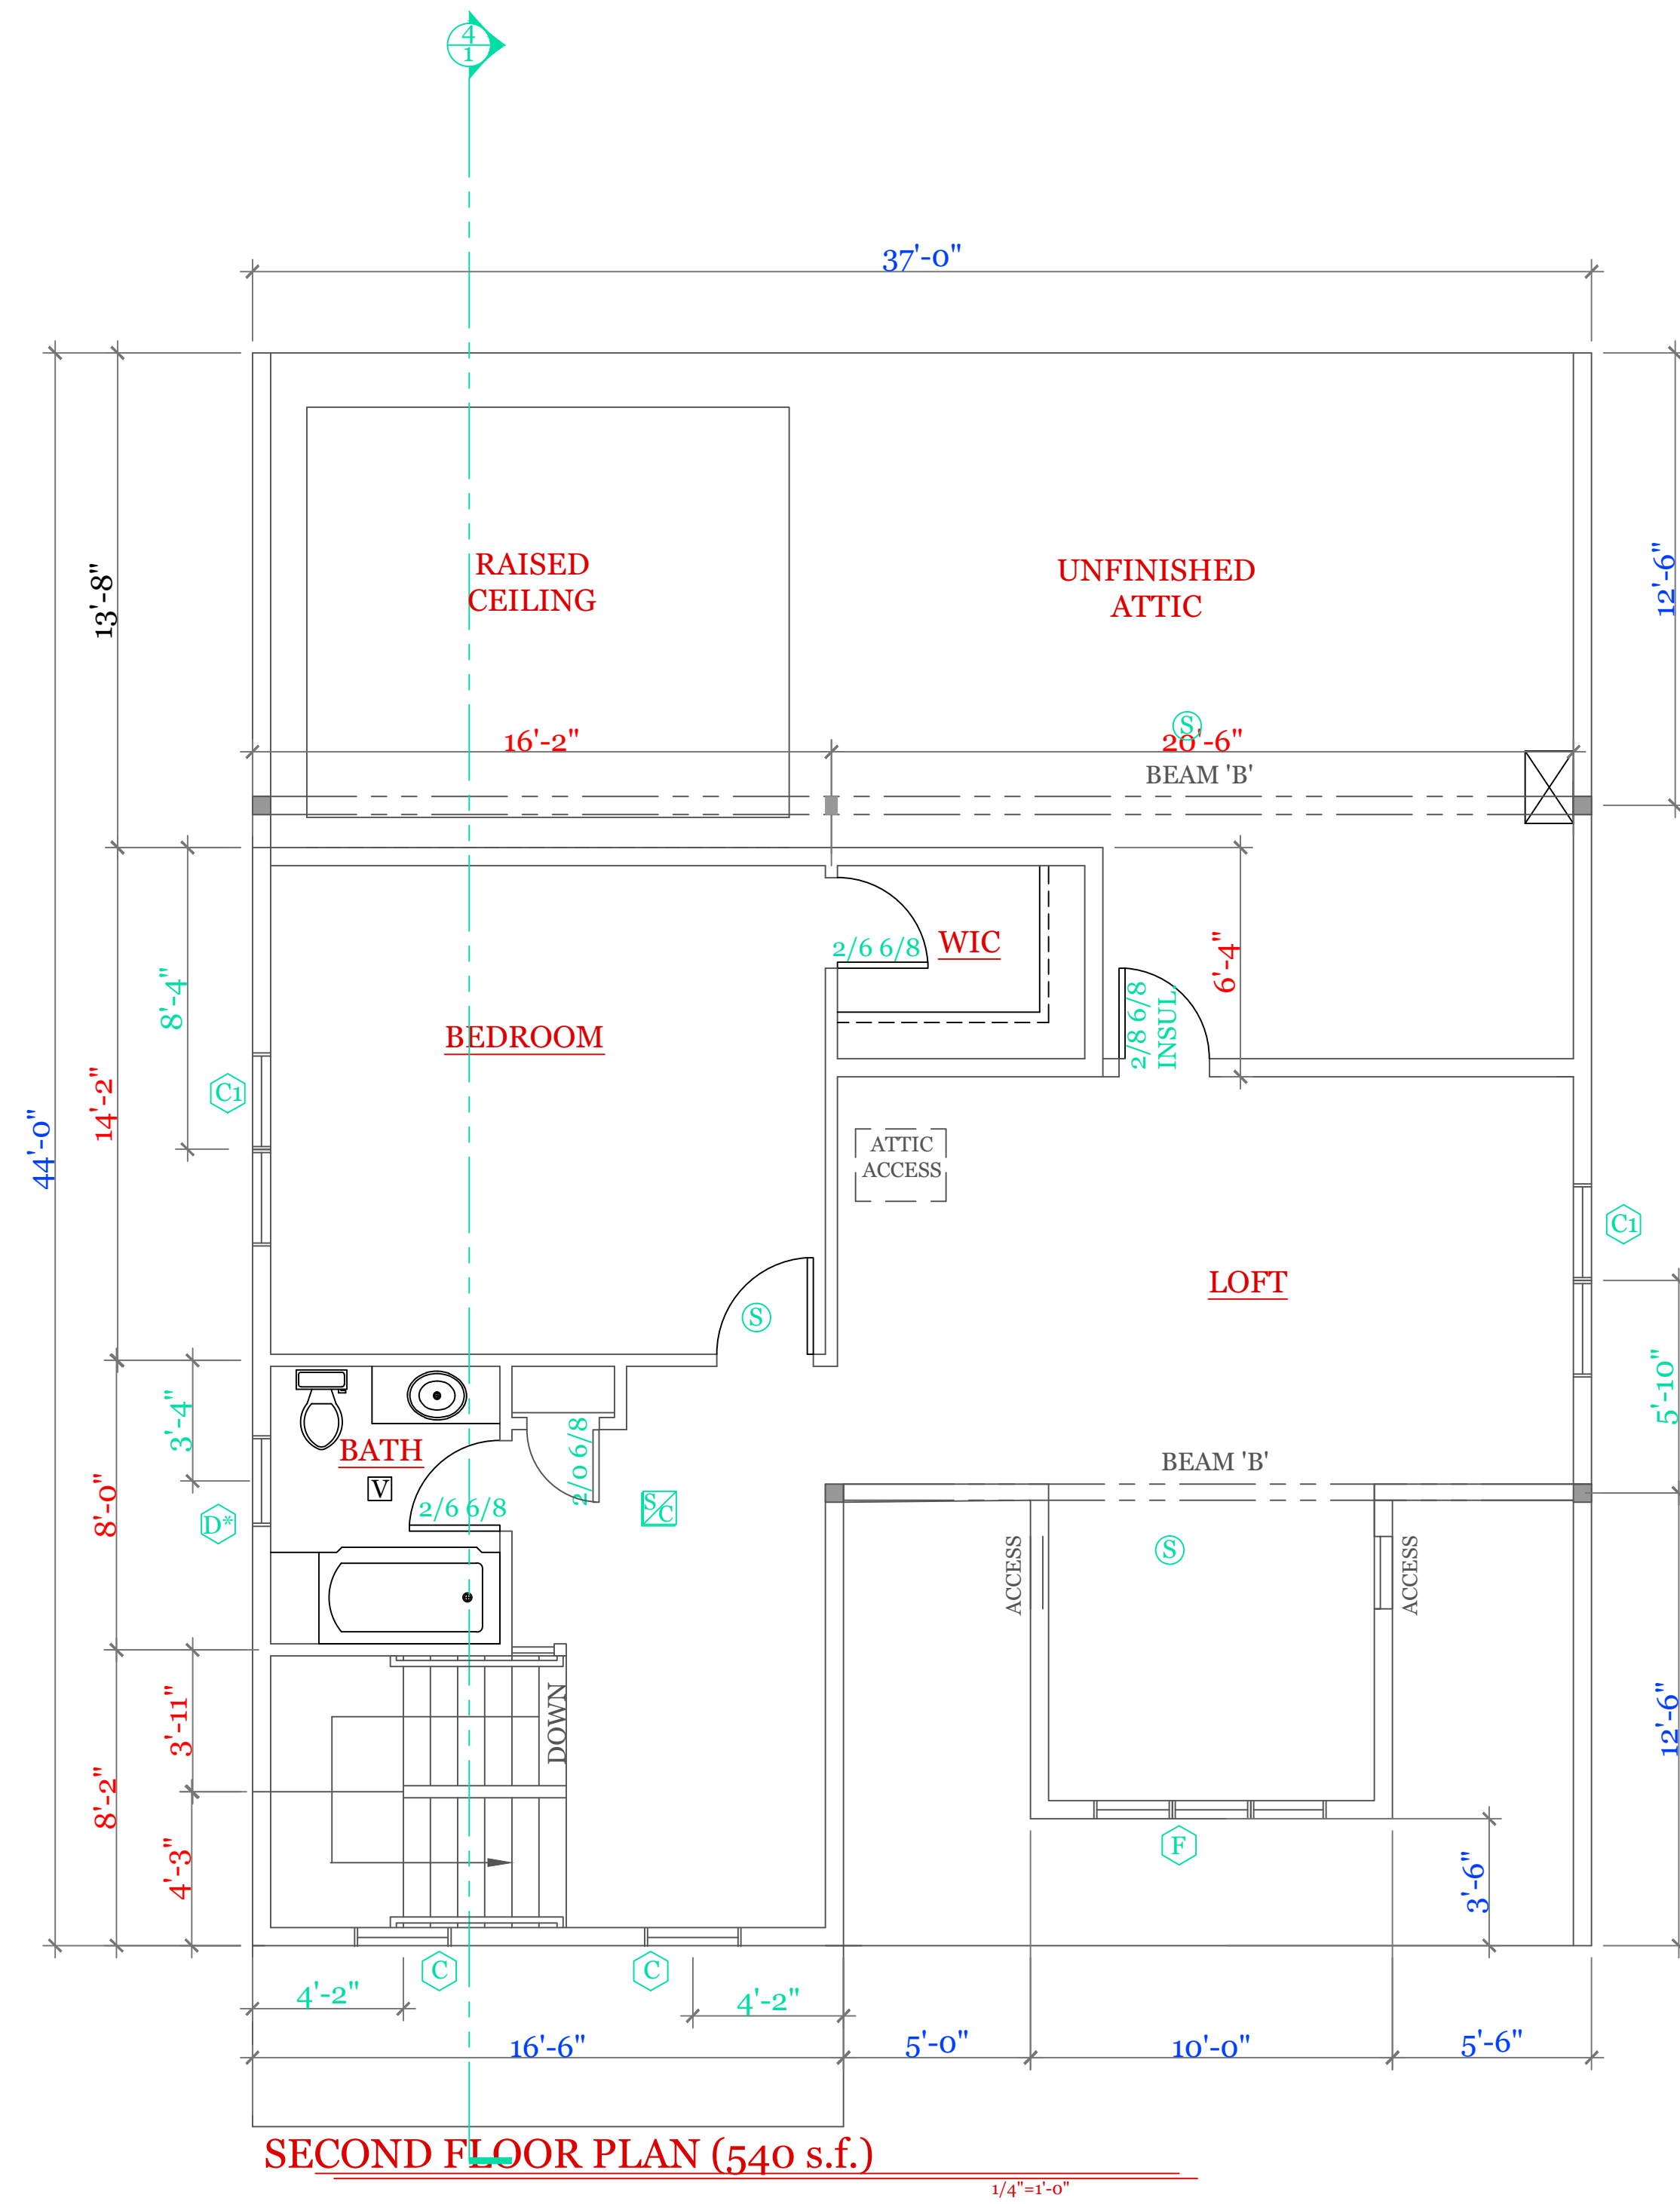 4
1
37'-0"
13'-8"
12'-6"
RAISED
CEILING
UNFINISHED
ATTIC
S
16'-2"
20'-6"
BEAM 'B'
8'-4"
14'-2"
44'-0"
C1
BEDROOM
2/6 6/8
WIC
2/8 6/8
INSUL.
6'-4"
ATTIC
ACCESS
C1
LOFT
S
5'-10"
3'-4"
8'-0"
BATH
V
2/6 6/8
2/0 6/8
S
C
D*
BEAM 'B'
ACCESS
S
ACCESS
3'-11"
8'-2"
4'-3"
DOWN
12'-6"
F
3'-6"
C
C
4'-2"
4'-2"
16'-6"
5'-0"
10'-0"
5'-6"
SECOND FLOOR PLAN (540 s.f.)
1/4"=1'-0"